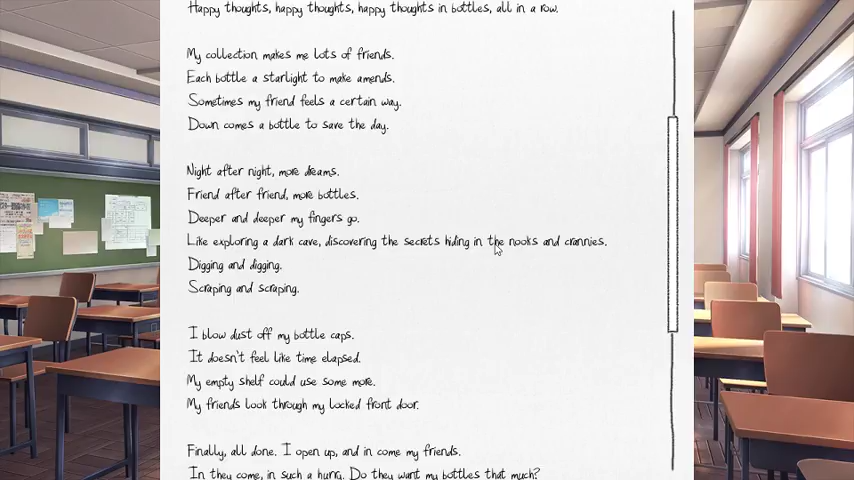 Happy thoughts, happy thoughts, happy thoughts in bottles, all in a row.
My collection makes me lots of friends.
Each bottle a starlight to make amends.
Sometimes my friend feels a certain way.
Down comes a bottle to save the day.
Night after night, more dreams.
Friend after friend, more bottles.
Deeper and deeper my fingers go.
Like exploring a dark cave, discovering the secrets hiding in the nooks and crannies.
Digging and digging.
Scraping and scraping.
I blow dust off my bottle caps.
It doesn't feel like time elapsed.
My empty shelf could use some more.
My friends look through my locked front door.
Finally, all done. I open up, and in come my friends.
In they come, in such a hurry. Do they want my bottles that much?